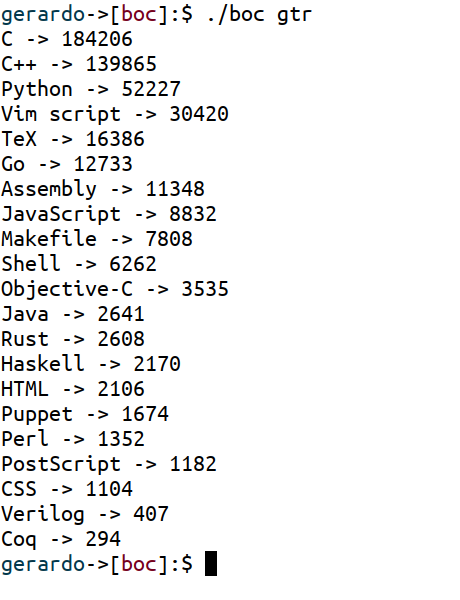 gerardo->[boc]:$ ./boc gtr
C -> 184206
C++ -> 139865
Python -> 52227
Vim script -> 30420
TeX -> 16386
Go -> 12733
Assembly -> 11348
JavaScript -> 8832
Makefile -> 7808
Shell -> 6262
Objective-C -> 3535
Java -> 2641
Rust -> 2608
Haskell -> 2170
HTML -> 2106
Puppet -> 1674
Perl -> 1352
PostScript -> 1182
CSS -> 1104
Verilog -> 407
Coq -> 294
gerardo->[boc]:$